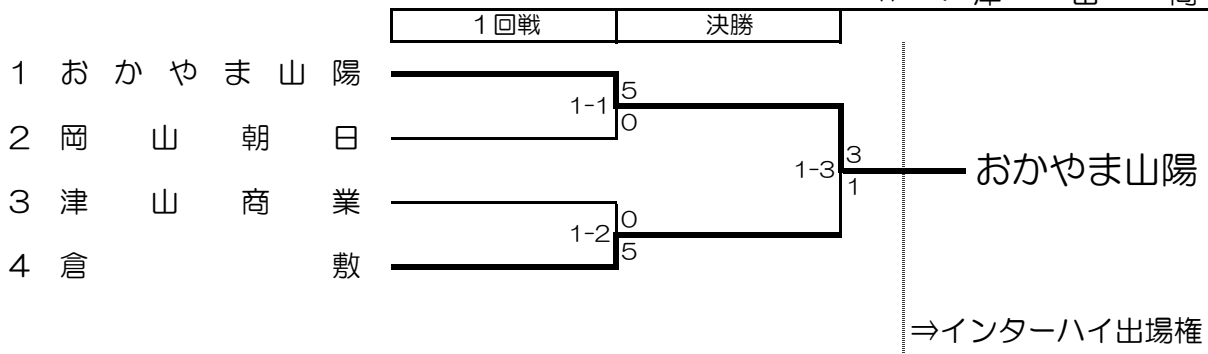 1回戦 決勝
1 おかやま山陽
5
1-1
0
2 岡山朝日
3
1-3 おかやま山陽
1
3 津山商業
0
1-2
5
4 倉敷
⇒インターハイ出場権